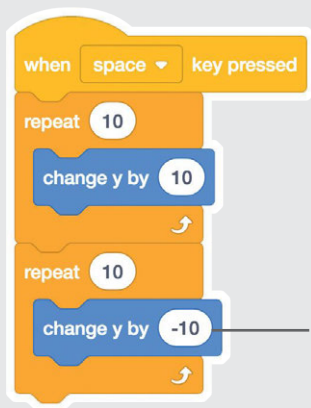 when space key pressed
repeat 10
change y by 10
repeat 10
change y by -10